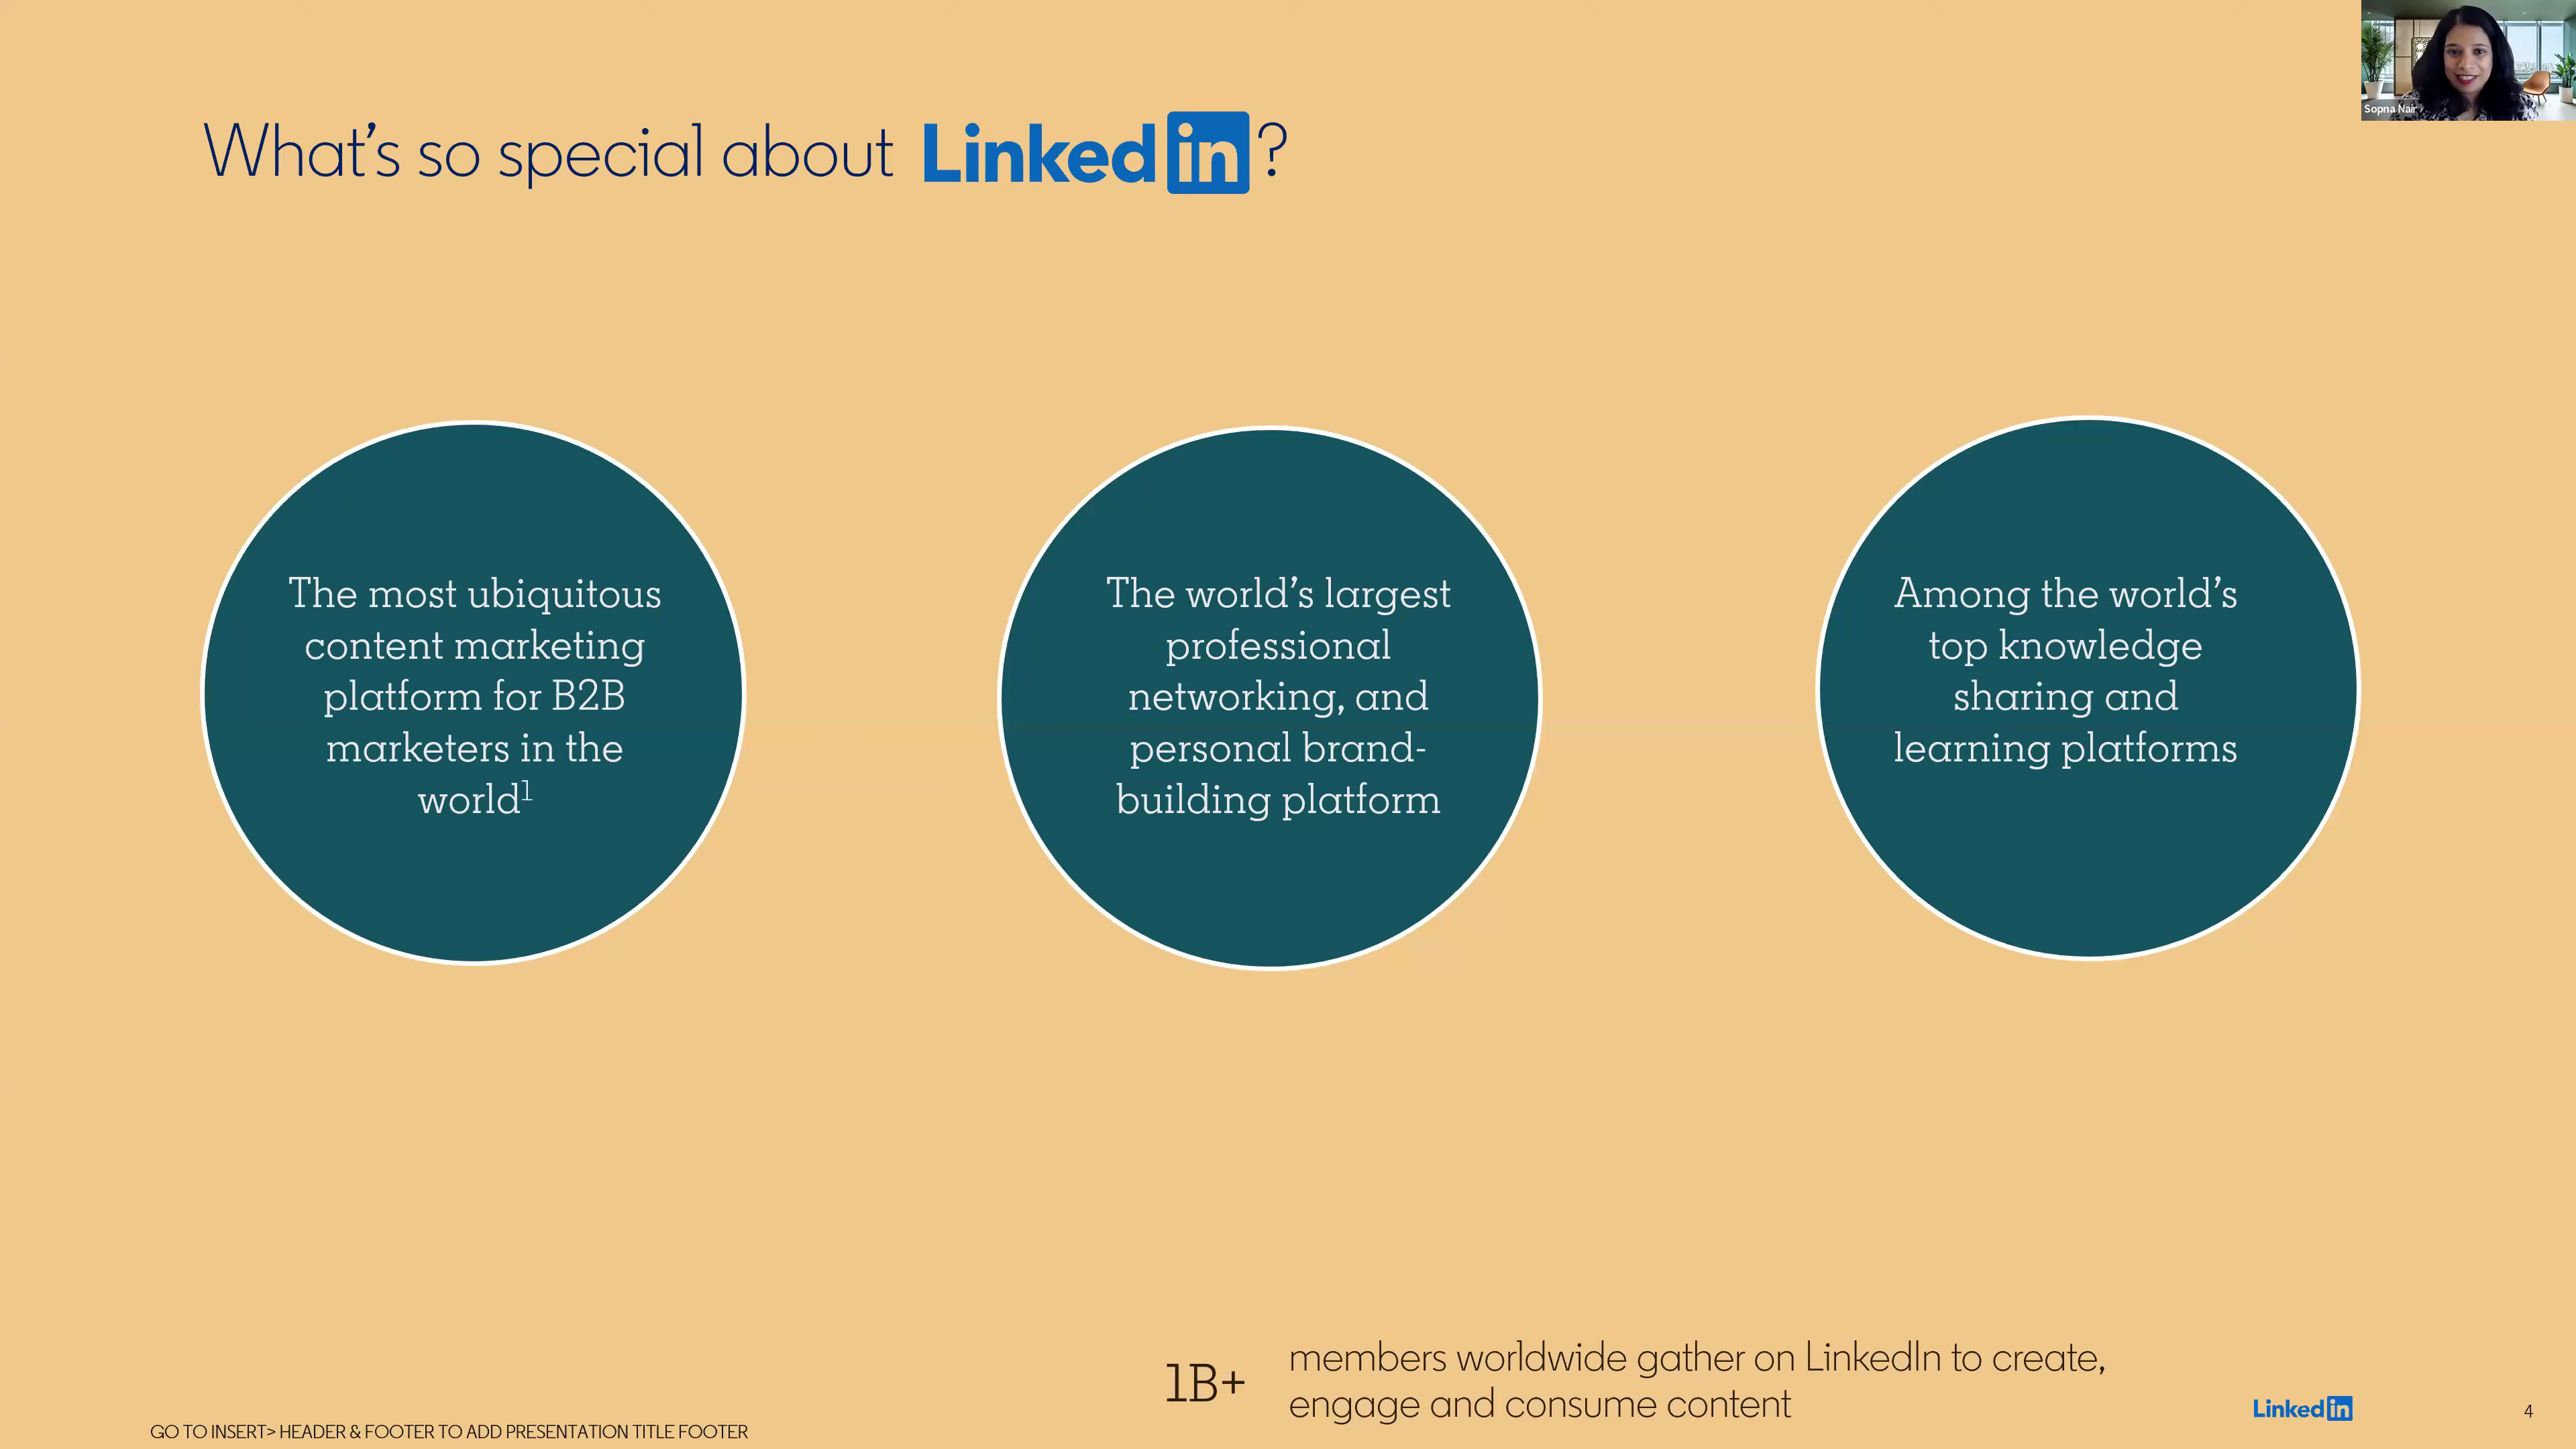 Sopna Nair
What's so special about LinkedIn?
The most ubiquitous
content marketing
platform for B2B
marketers in the
world¹
The world's largest
professional
networking, and
personal brand-
building platform
Among the world's
top knowledge
sharing and
learning platforms
1B+
members worldwide gather on LinkedIn to create,
engage and consume content
LinkedIn
4
GO TO INSERT> HEADER & FOOTER TO ADD PRESENTATION TITLE FOOTER